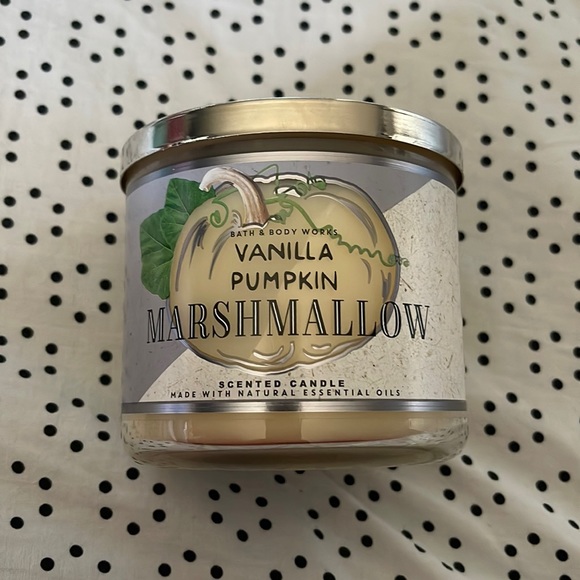 BATH & BODY WORKS
VANILLA
PUMPKIN
MARSHMALLOW
SCENTED CANDLE
MADE WITH NATURAL ESSENTIAL OILS